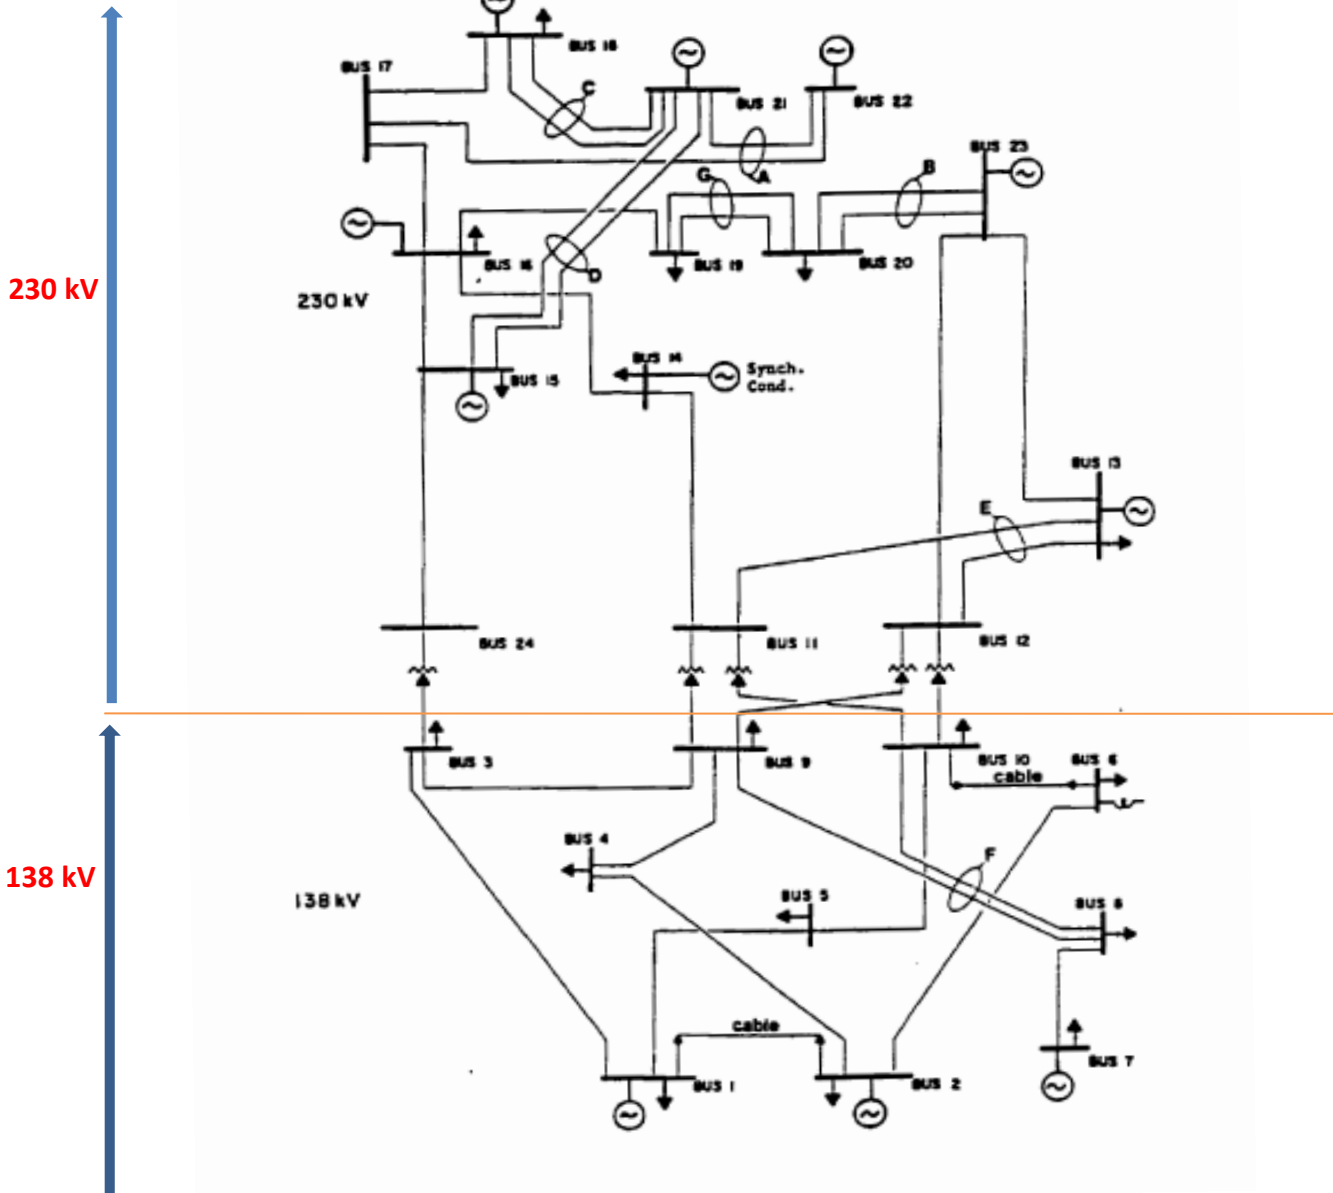 BUS 18
BUS 17
C
BUS 21
BUS 22
A
BUS 23
G
B
BUS 16
D
BUS 19
BUS 20
230 kV
230 kV
BUS 14
Synch.
Cond.
BUS 15
BUS 13
E
BUS 24
BUS 11
BUS 12
BUS 3
BUS 9
BUS 10
BUS 6
cable
BUS 4
F
138 kV
138 kV
BUS 5
BUS 8
cable
BUS 1
BUS 2
BUS 7